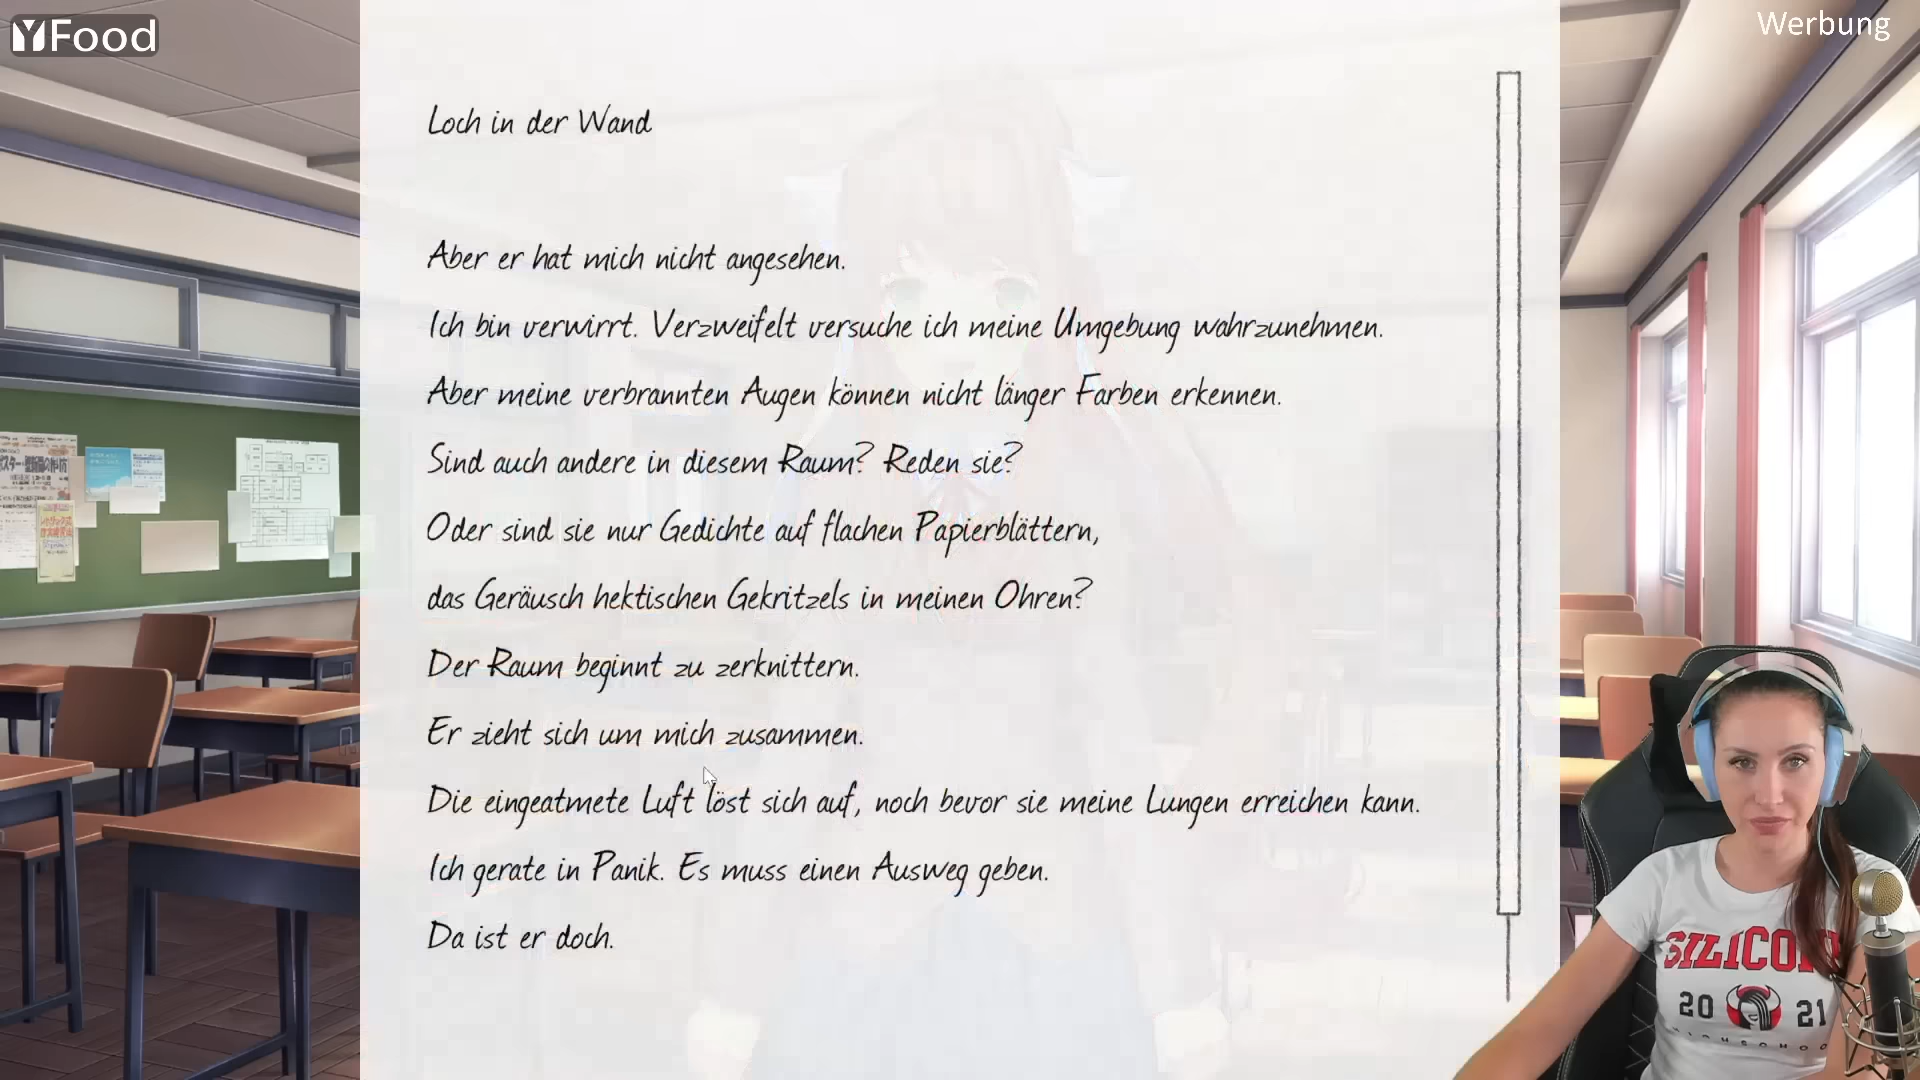 YFood
Werbung
Loch in der Wand
Aber er hat mich nicht angesehen.
Ich bin verwirrt. Verzweifelt versuche ich meine Umgebung wahrzunehmen.
Aber meine verbrannten Augen können nicht länger Farben erkennen.
Sind auch andere in diesem Raum? Reden sie?
Oder sind sie nur Gedichte auf flachen Papierblättern,
das Geräusch hektischen Gekritzels in meinen Ohren?
Der Raum beginnt zu zerknittern.
Er zieht sich um mich zusammen.
Die eingeatmete Luft löst sich auf, noch bevor sie meine Lungen erreichen kann.
Ich gerate in Panik. Es muss einen Ausweg geben.
Da ist er doch.
20 21